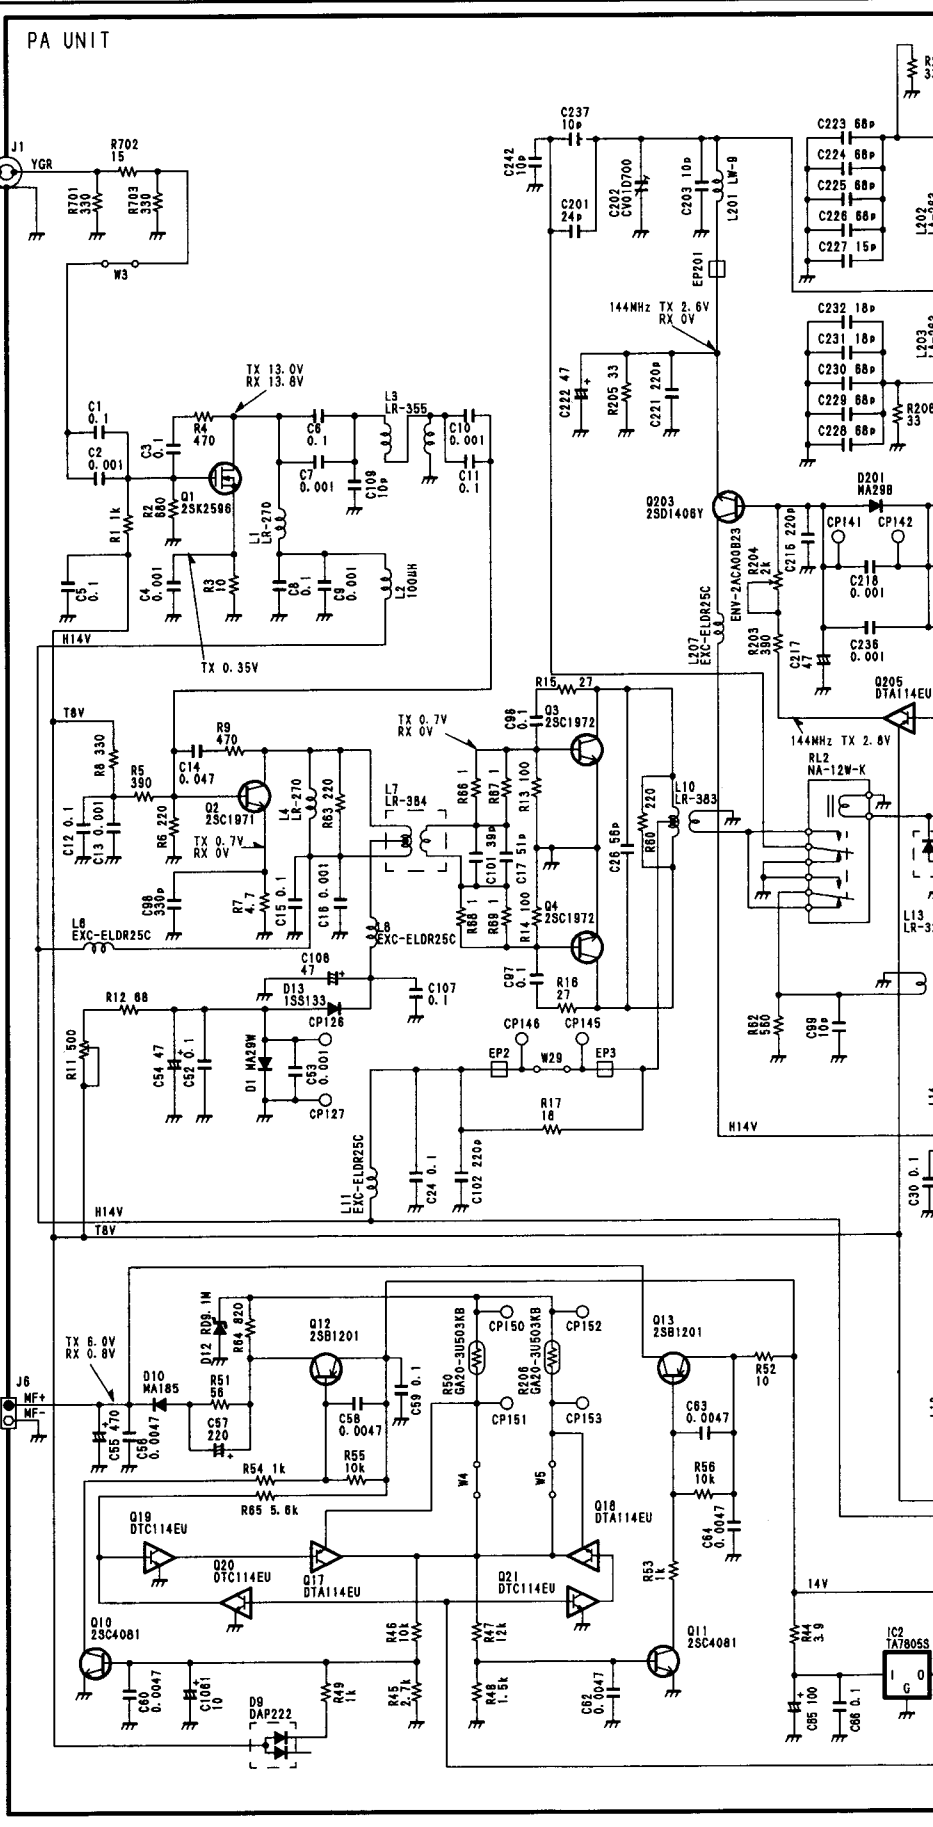 PA UNIT
J1
YGR
R702
15
R701
330
R703
330
W3
C237
10p
C242
10p
C201
24p
C202
CV01D700
C203 10p
L201 LW-9
EP201
C223 68p
C224 68p
C225 68p
C226 68p
C227 15p
L202
144MHz TX 2.6V
RX 0V
C232 18p
C231 18p
C230 68p
C229 68p
C228 68p
L203
R206
33
C222 47
R205 33
C221 220p
TX 13.0V
RX 13.8V
C1
0.1
C2
0.001
C3
0.1
R4
470
C6
0.1
C7
0.001
L3
LR-355
C10
0.001
C11
0.1
C109
10p
Q1
2SK2596
R2
680
R1 1k
L1
LR-270
C5
0.1
C4
0.001
R3
10
C8
0.1
C9
0.001
L2
100uH
H14V
TX 0.35V
Q203
2SD1406Y
D201
MA29B
CP141
CP142
C216 220p
R204
2k
ENV-2ACA00B23
C218
0.001
C236
0.001
L207
EXC-ELDR25C
R203
390
C217
47
Q205
DTA114EU
144MHz TX 2.8V
T8V
R8 330
R9
470
C14
0.047
R5
390
C12 0.1
C13 0.001
R6 220
Q2
2SC1971
TX 0.7V
RX 0V
C98
330p
R7
4.7
L4
LR-270
R63 220
C15 0.1
C16 0.001
L7
LR-364
L6
EXC-ELDR25C
L8
EXC-ELDR25C
TX 0.7V
RX 0V
R66 1
R67 1
C101 39p
C17 51p
R68 1
R69 1
R15 27
C96
0.1
Q3
2SC1972
R13 100
Q4
2SC1972
R14 100
C97
0.1
R16
27
C26 56p
R60 220
L10
LR-383
RL2
NA-12W-K
L13
R62
560
C99
10p
C106
47
C107
0.1
D13
1SS133
CP126
R12 68
R11 500
C54 47
C52 0.1
D1 MA29W
C53
0.001
CP127
CP146
CP145
EP2
W29
EP3
R17
18
L11
EXC-ELDR25C
C24 0.1
C102 220p
H14V
H14V
T8V
C30 0.1
D12 RD9.1M
R64 820
Q12
2SB1201
CP150
R50
GA20-3U503KB
CP151
CP152
R206
GA20-3U503KB
CP153
Q13
2SB1201
R52
10
TX 6.0V
RX 0.8V
J6
MF+
MF-
D10
MA185
R51
56
C57
220
C55 470
C56
0.0047
C59 0.1
C58
0.0047
R54 1k
R55
10k
R65 5.6k
W4
W5
C63
0.0047
R56
10k
C64
0.0047
Q19
DTC114EU
Q20
DTC114EU
Q17
DTA114EU
Q18
DTA114EU
Q21
DTC114EU
R53
1k
14V
Q10
2SC4081
R46
10k
R47
12k
Q11
2SC4081
R44
3.9
IC2
TA7805S
I O
G
C60
0.0047
C1061
10
R49
1k
R45
2.7k
R48
1.5k
C62
0.0047
C65 100
C66 0.1
D9
DAP222